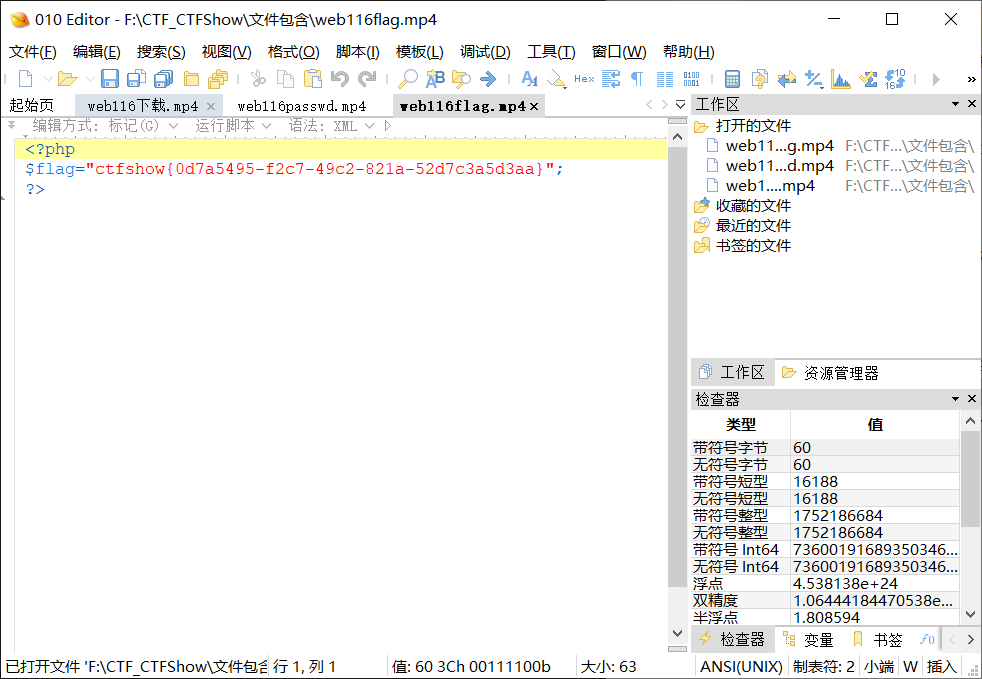 010 Editor - F:\CTF_CTFShow\文件包含\web116flag.mp4
文件(F) 编辑(E) 搜索(S) 视图(V) 格式(O) 脚本(I) 模板(L) 调试(D) 工具(T) 窗口(W) 帮助(H)
起始页 web116下载.mp4 × web116passwd.mp4 web116flag.mp4 ×
编辑方式: 标记(G) 运行脚本 语法: XML
<?php
$flag="ctfshow{0d7a5495-f2c7-49c2-821a-52d7c3a5d3aa}";
?>
工作区
打开的文件
web11...g.mp4 F:\CTF...\文件包含\
web11...d.mp4 F:\CTF...\文件包含\
web1....mp4 F:\CTF...\文件包含\
收藏的文件
最近的文件
书签的文件
工作区 资源管理器
检查器
类型 值
带符号字节 60
无符号字节 60
带符号短型 16188
无符号短型 16188
带符号整型 1752186684
无符号整型 1752186684
带符号 Int64 73600191689350346...
无符号 Int64 73600191689350346...
浮点 4.538138e+24
双精度 1.06444184470538e...
半浮点 1.808594
检查器 变量 书签 f()
已打开文件 'F:\CTF_CTFShow\文件包含 行 1, 列 1 值: 60 3Ch 00111100b 大小: 63 ANSI(UNIX) 制表符: 2 小端 W 插入